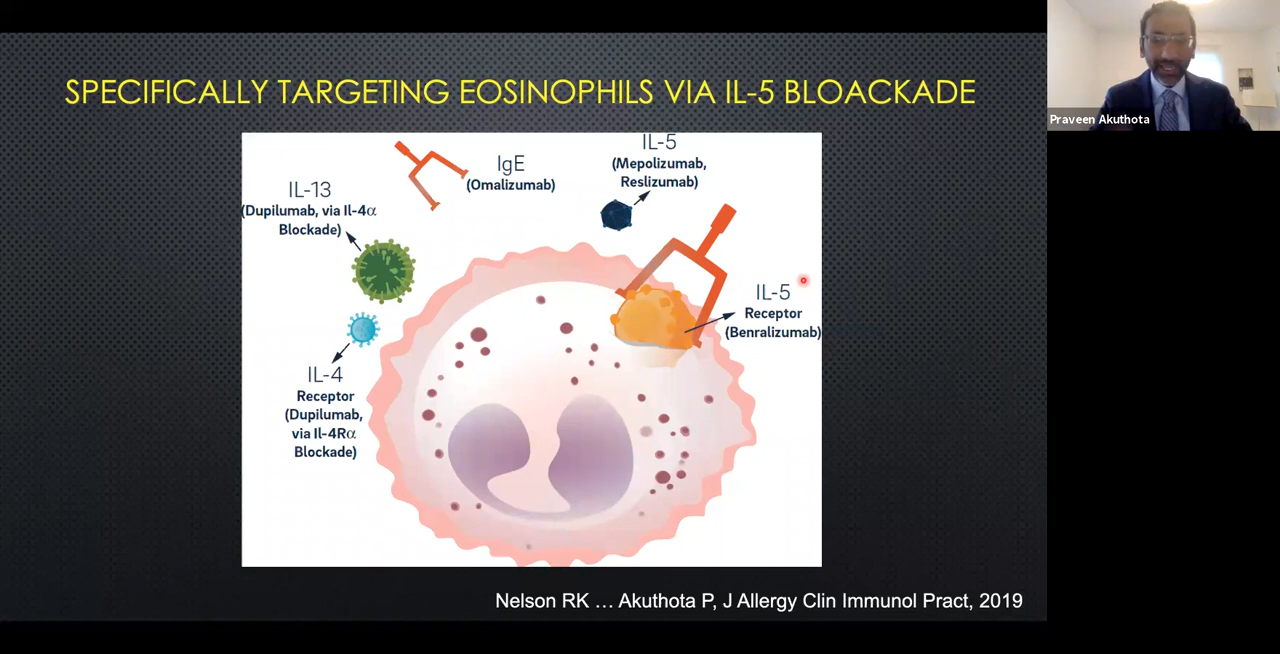 SPECIFICALLY TARGETING EOSINOPHILS VIA IL-5 BLOACKADE
Praveen Akuthota
IL-5
(Mepolizumab,
Reslizumab)
IgE
(Omalizumab)
IL-13
(Dupilumab, via Il-4α
Blockade)
IL-5
Receptor
(Benralizumab)
IL-4
Receptor
(Dupilumab,
via Il-4Rα
Blockade)
Nelson RK … Akuthota P, J Allergy Clin Immunol Pract, 2019